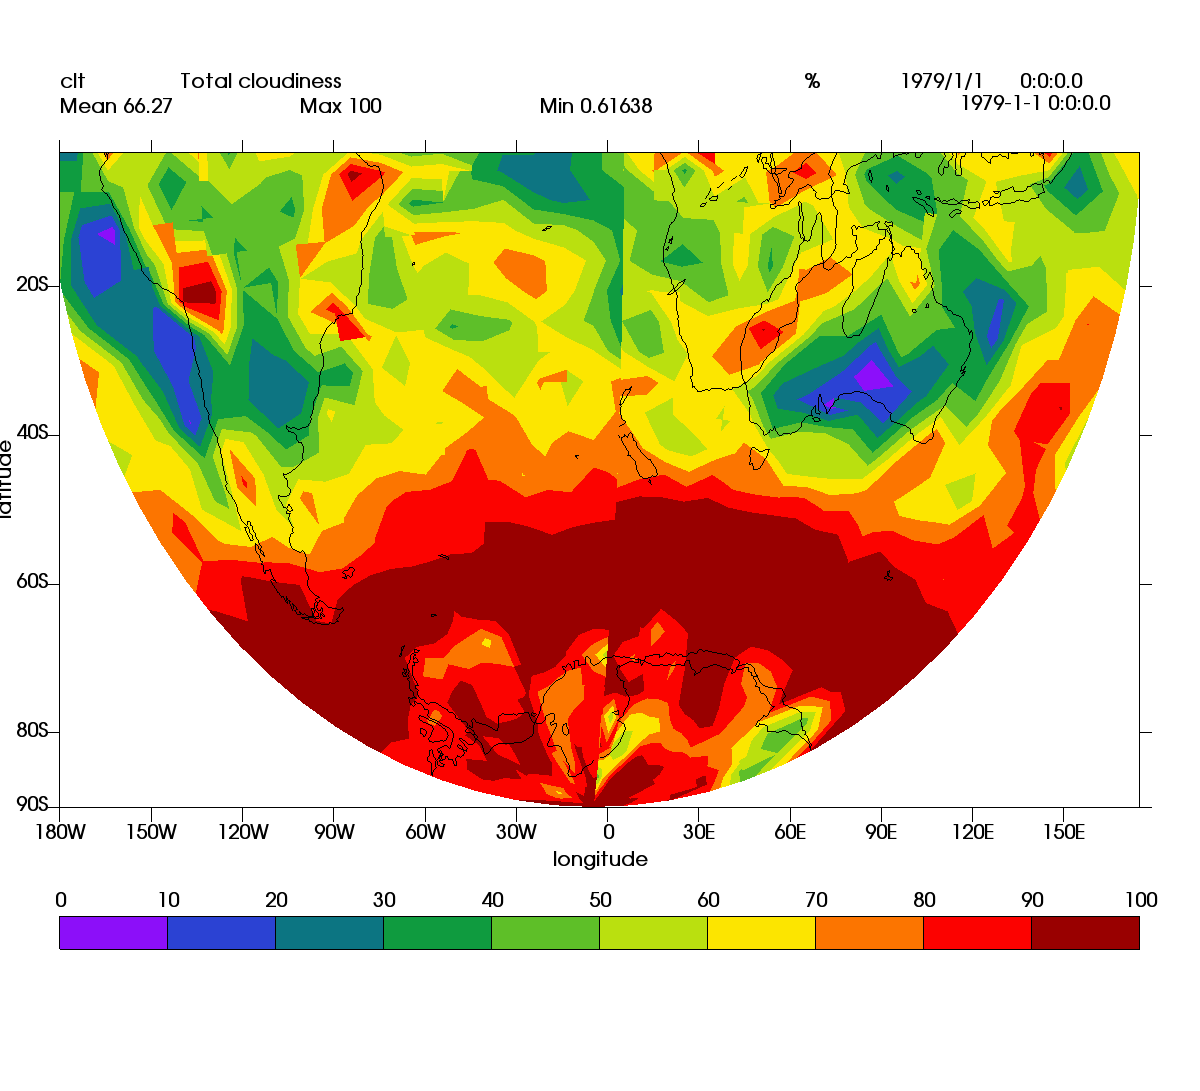 clt Total cloudiness % 1979/1/1 0:0:0.0
Mean 66.27 Max 100 Min 0.61638 1979-1-1 0:0:0.0
20S
40S
latitude
60S
80S
90S
180W 150W 120W 90W 60W 30W 0 30E 60E 90E 120E 150E
longitude
0 10 20 30 40 50 60 70 80 90 100